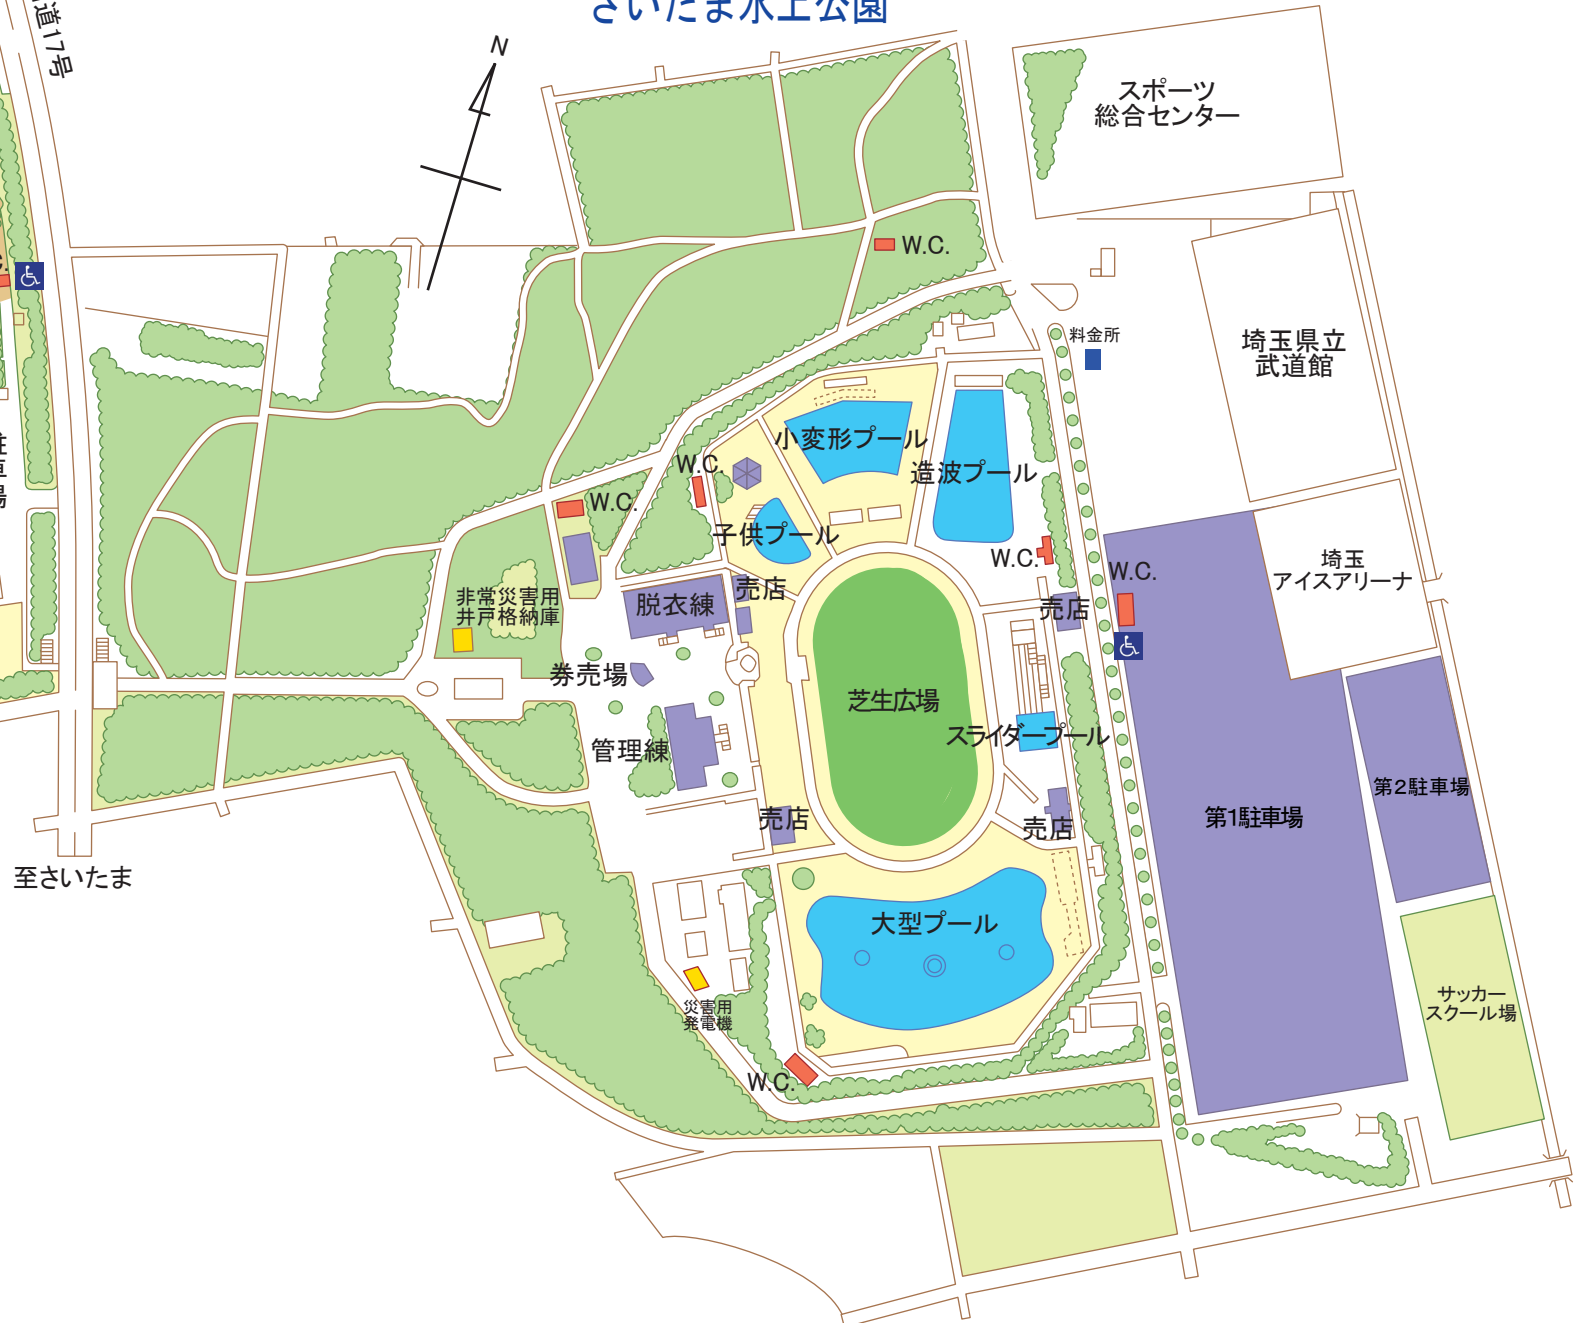 さいたま水上公園
道17号
N
スポーツ
総合センター
W.C.
料金所
埼玉県立
武道館
小変形プール
造波プール
W.C.
W.C.
子供プール
W.C.
W.C.
埼玉
アイスアリーナ
売店
売店
非常災害用
井戸格納庫
脱衣練
券売場
芝生広場
スライダープール
管理練
第2駐車場
第1駐車場
売店
売店
至さいたま
大型プール
サッカー
スクール場
災害用
発電機
W.C.